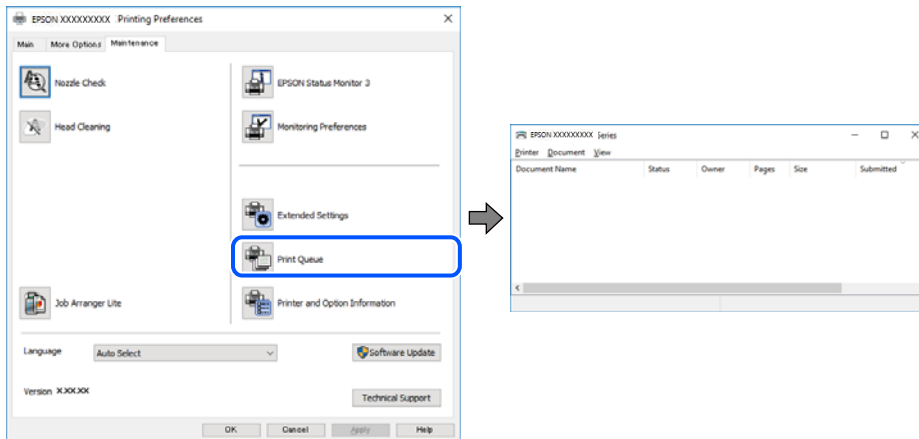 EPSON XXXXXXXXX Printing Preferences
Main More Options Maintenance
Nozzle Check
EPSON Status Monitor 3
Head Cleaning
Monitoring Preferences
Extended Settings
Print Queue
Job Arranger Lite
Printer and Option Information
Language Auto Select
Software Update
Version X.XX.XX
Technical Support
OK Cancel Apply Help
EPSON XXXXXXXXX Series
Printer Document View
Document Name Status Owner Pages Size Submitted